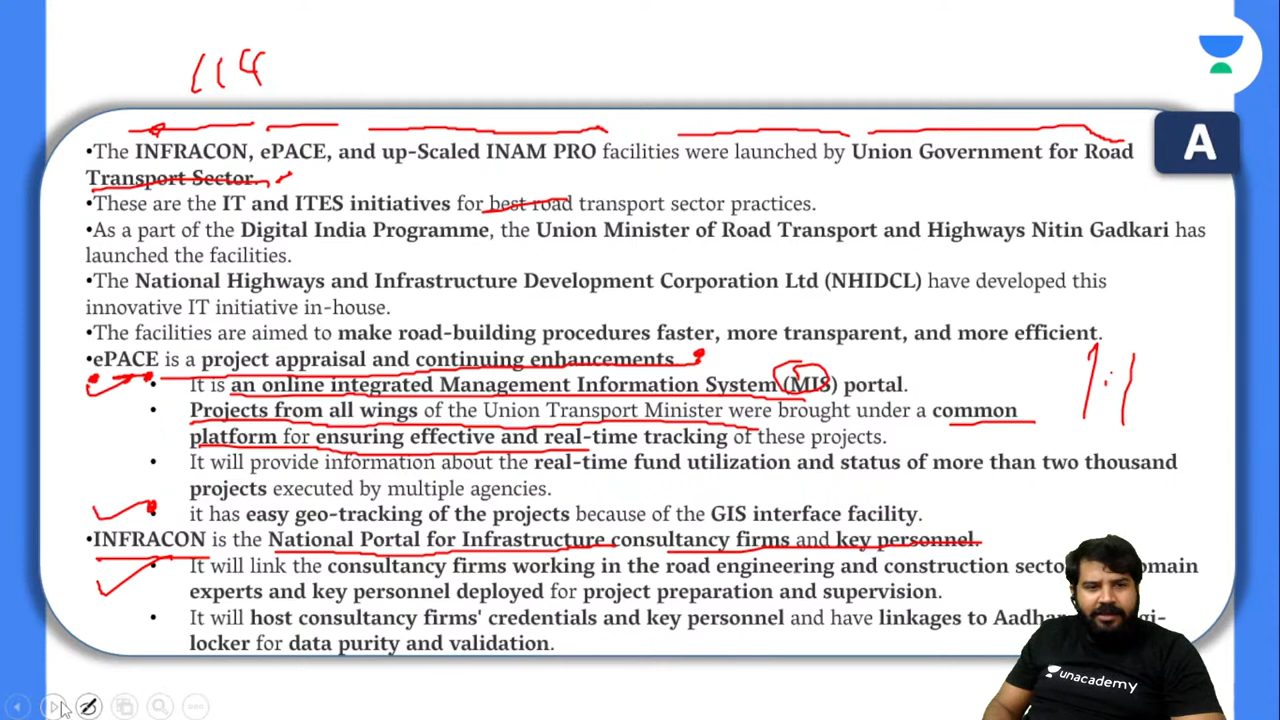 114
•The INFRACON, ePACE, and up-Scaled INAM PRO facilities were launched by Union Government for Road
Transport Sector.
A
•These are the IT and ITES initiatives for best road transport sector practices.
•As a part of the Digital India Programme, the Union Minister of Road Transport and Highways Nitin Gadkari has
launched the facilities.
•The National Highways and Infrastructure Development Corporation Ltd (NHIDCL) have developed this
innovative IT initiative in-house.
•The facilities are aimed to make road-building procedures faster, more transparent, and more efficient.
•ePACE is a project appraisal and continuing enhancements
• It is an online integrated Management Information System (MIS) portal.
• Projects from all wings of the Union Transport Minister were brought under a common
platform for ensuring effective and real-time tracking of these projects.
• It will provide information about the real-time fund utilization and status of more than two thousand
projects executed by multiple agencies.
• it has easy geo-tracking of the projects because of the GIS interface facility.
•INFRACON is the National Portal for Infrastructure consultancy firms and key personnel.
• It will link the consultancy firms working in the road engineering and construction secto
experts and key personnel deployed for project preparation and supervision.
• It will host consultancy firms' credentials and key personnel and have linkages to Aadha
locker for data purity and validation.
unacademy